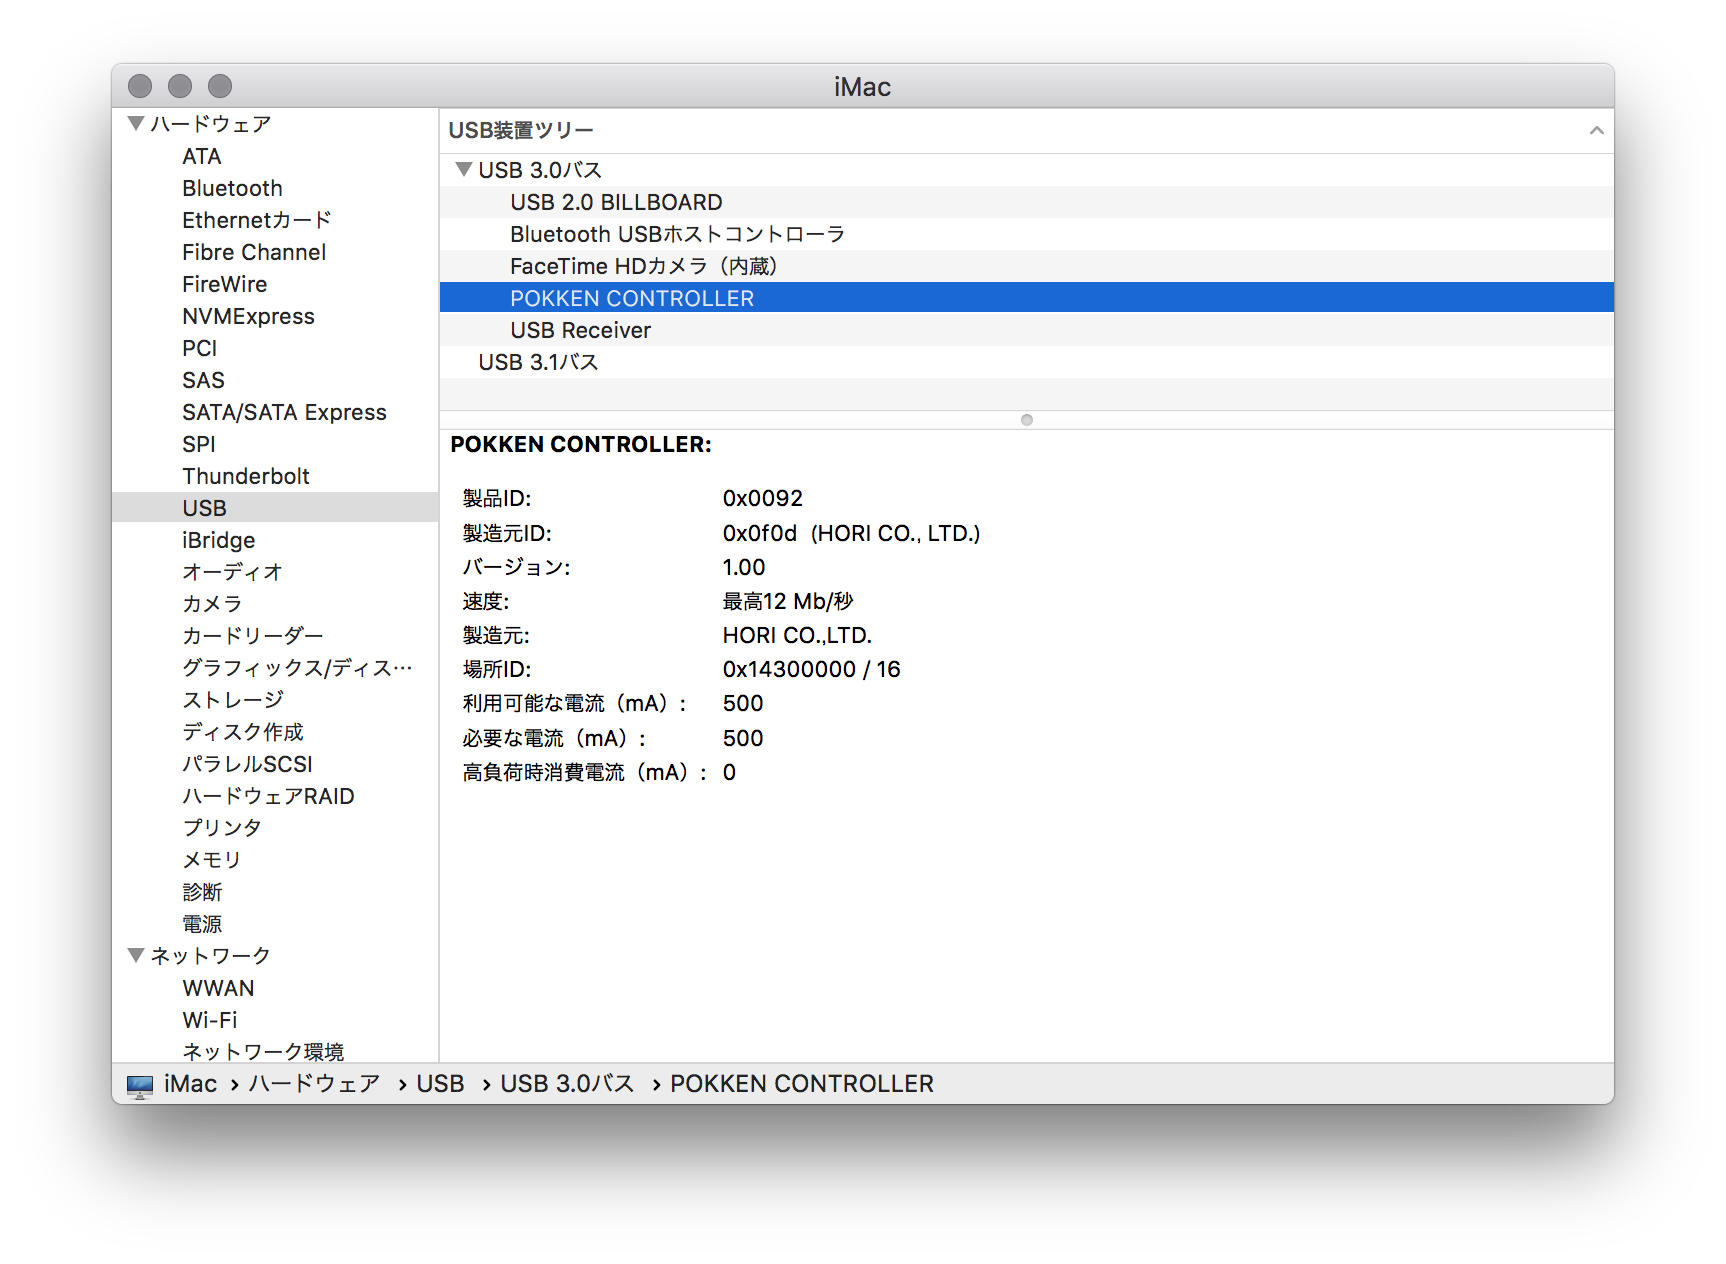 iMac
ハードウェア
ATA
Bluetooth
Ethernetカード
Fibre Channel
FireWire
NVMExpress
PCI
SAS
SATA/SATA Express
SPI
Thunderbolt
USB
iBridge
オーディオ
カメラ
カードリーダー
グラフィックス/ディス…
ストレージ
ディスク作成
パラレルSCSI
ハードウェアRAID
プリンタ
メモリ
診断
電源
ネットワーク
WWAN
Wi-Fi
ネットワーク環境
USB装置ツリー
USB 3.0バス
USB 2.0 BILLBOARD
Bluetooth USBホストコントローラ
FaceTime HDカメラ（内蔵）
POKKEN CONTROLLER
USB Receiver
USB 3.1バス
POKKEN CONTROLLER:
製品ID: 0x0092
製造元ID: 0x0f0d (HORI CO., LTD.)
バージョン: 1.00
速度: 最高12 Mb/秒
製造元: HORI CO.,LTD.
場所ID: 0x14300000 / 16
利用可能な電流（mA）: 500
必要な電流（mA）: 500
高負荷時消費電流（mA）: 0
iMac › ハードウェア › USB › USB 3.0バス › POKKEN CONTROLLER